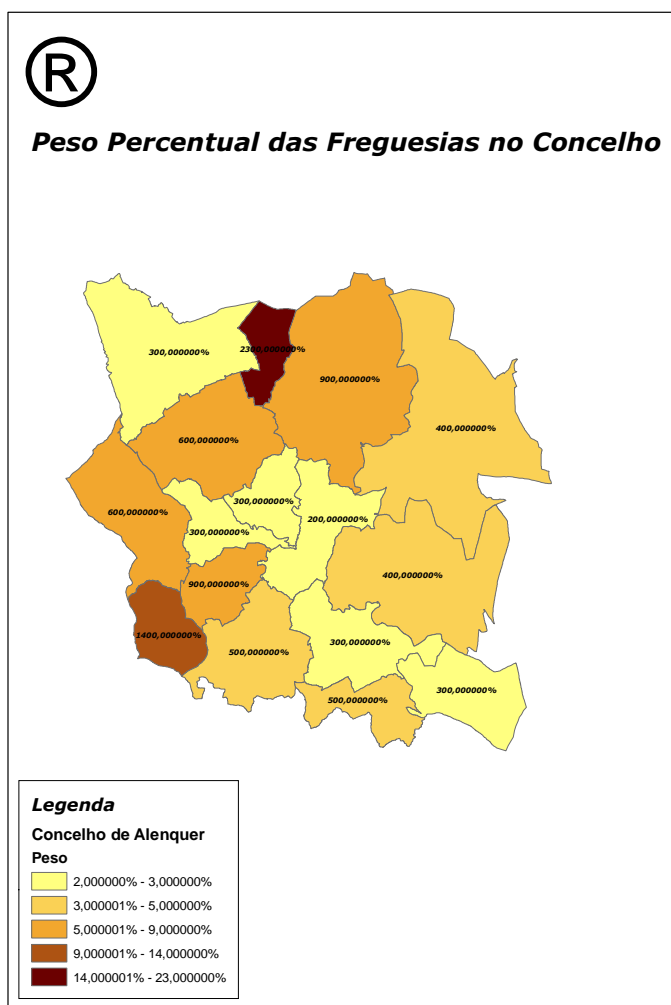 ®
Peso Percentual das Freguesias no Concelho
300,000000%
2300,000000%
900,000000%
400,000000%
600,000000%
300,000000%
600,000000%
200,000000%
300,000000%
400,000000%
900,000000%
1400,000000%
300,000000%
500,000000%
300,000000%
500,000000%
Legenda
Concelho de Alenquer
Peso
2,000000% - 3,000000%
3,000001% - 5,000000%
5,000001% - 9,000000%
9,000001% - 14,000000%
14,000001% - 23,000000%